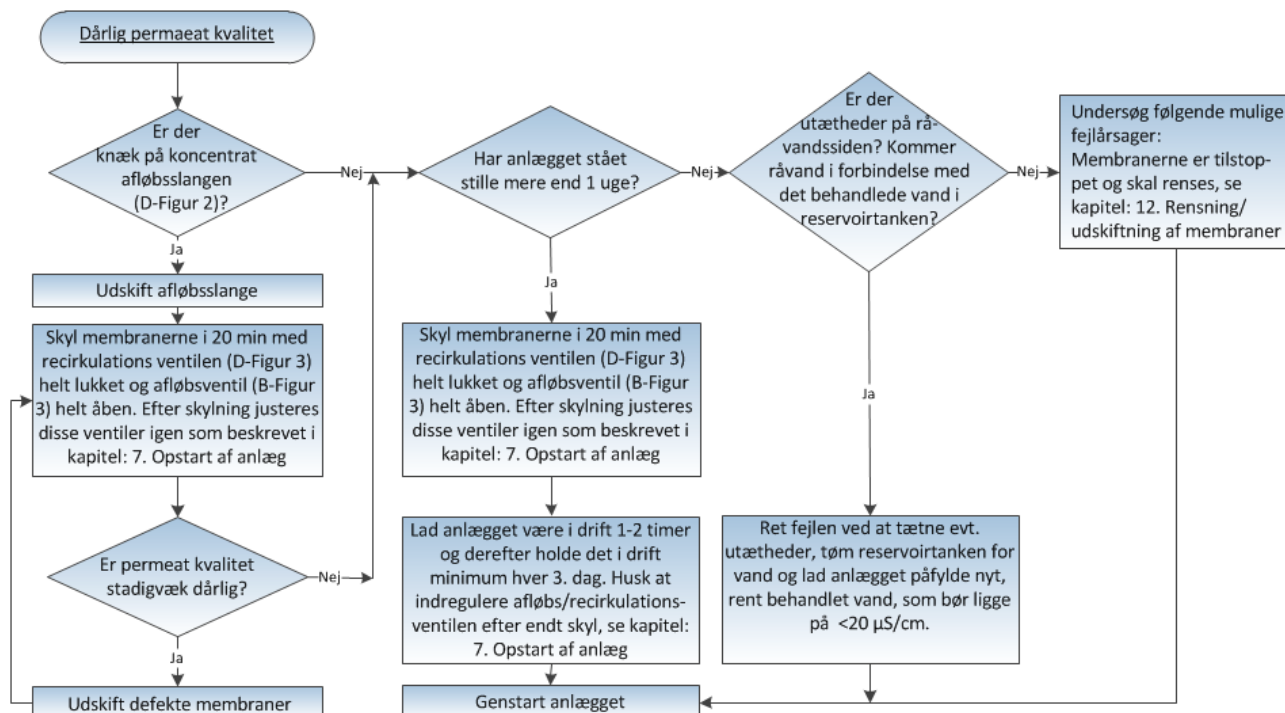 Dårlig permaeat kvalitet
Er der
knæk på koncentrat
afløbsslangen
(D-Figur 2)?
Nej
Ja
Udskift afløbsslange
Skyl membranerne i 20 min med
recirkulations ventilen (D-Figur 3)
helt lukket og afløbsventil (B-Figur
3) helt åben. Efter skylning justeres
disse ventiler igen som beskrevet i
kapitel: 7. Opstart af anlæg
Er permeat kvalitet
stadigvæk dårlig?
Nej
Ja
Udskift defekte membraner
Har anlægget stået
stille mere end 1 uge?
Nej
Ja
Skyl membranerne i 20 min med
recirkulations ventilen (D-Figur 3)
helt lukket og afløbsventil (B-Figur
3) helt åben. Efter skylning justeres
disse ventiler igen som beskrevet i
kapitel: 7. Opstart af anlæg
Lad anlægget være i drift 1-2 timer
og derefter holde det i drift
minimum hver 3. dag. Husk at
indregulere afløbs/recirkulations-
ventilen efter endt skyl, se kapitel:
7. Opstart af anlæg
Genstart anlægget
Er der
utætheder på rå-
vandssiden? Kommer
råvand i forbindelse med
det behandlede vand i
reservoirtanken?
Nej
Ja
Ret fejlen ved at tætne evt.
utætheder, tøm reservoirtanken for
vand og lad anlægget påfylde nyt,
rent behandlet vand, som bør ligge
på <20 µS/cm.
Undersøg følgende mulige
fejlårsager:
Membranerne er tilstop-
pet og skal renses, se
kapitel: 12. Rensning/
udskiftning af membraner